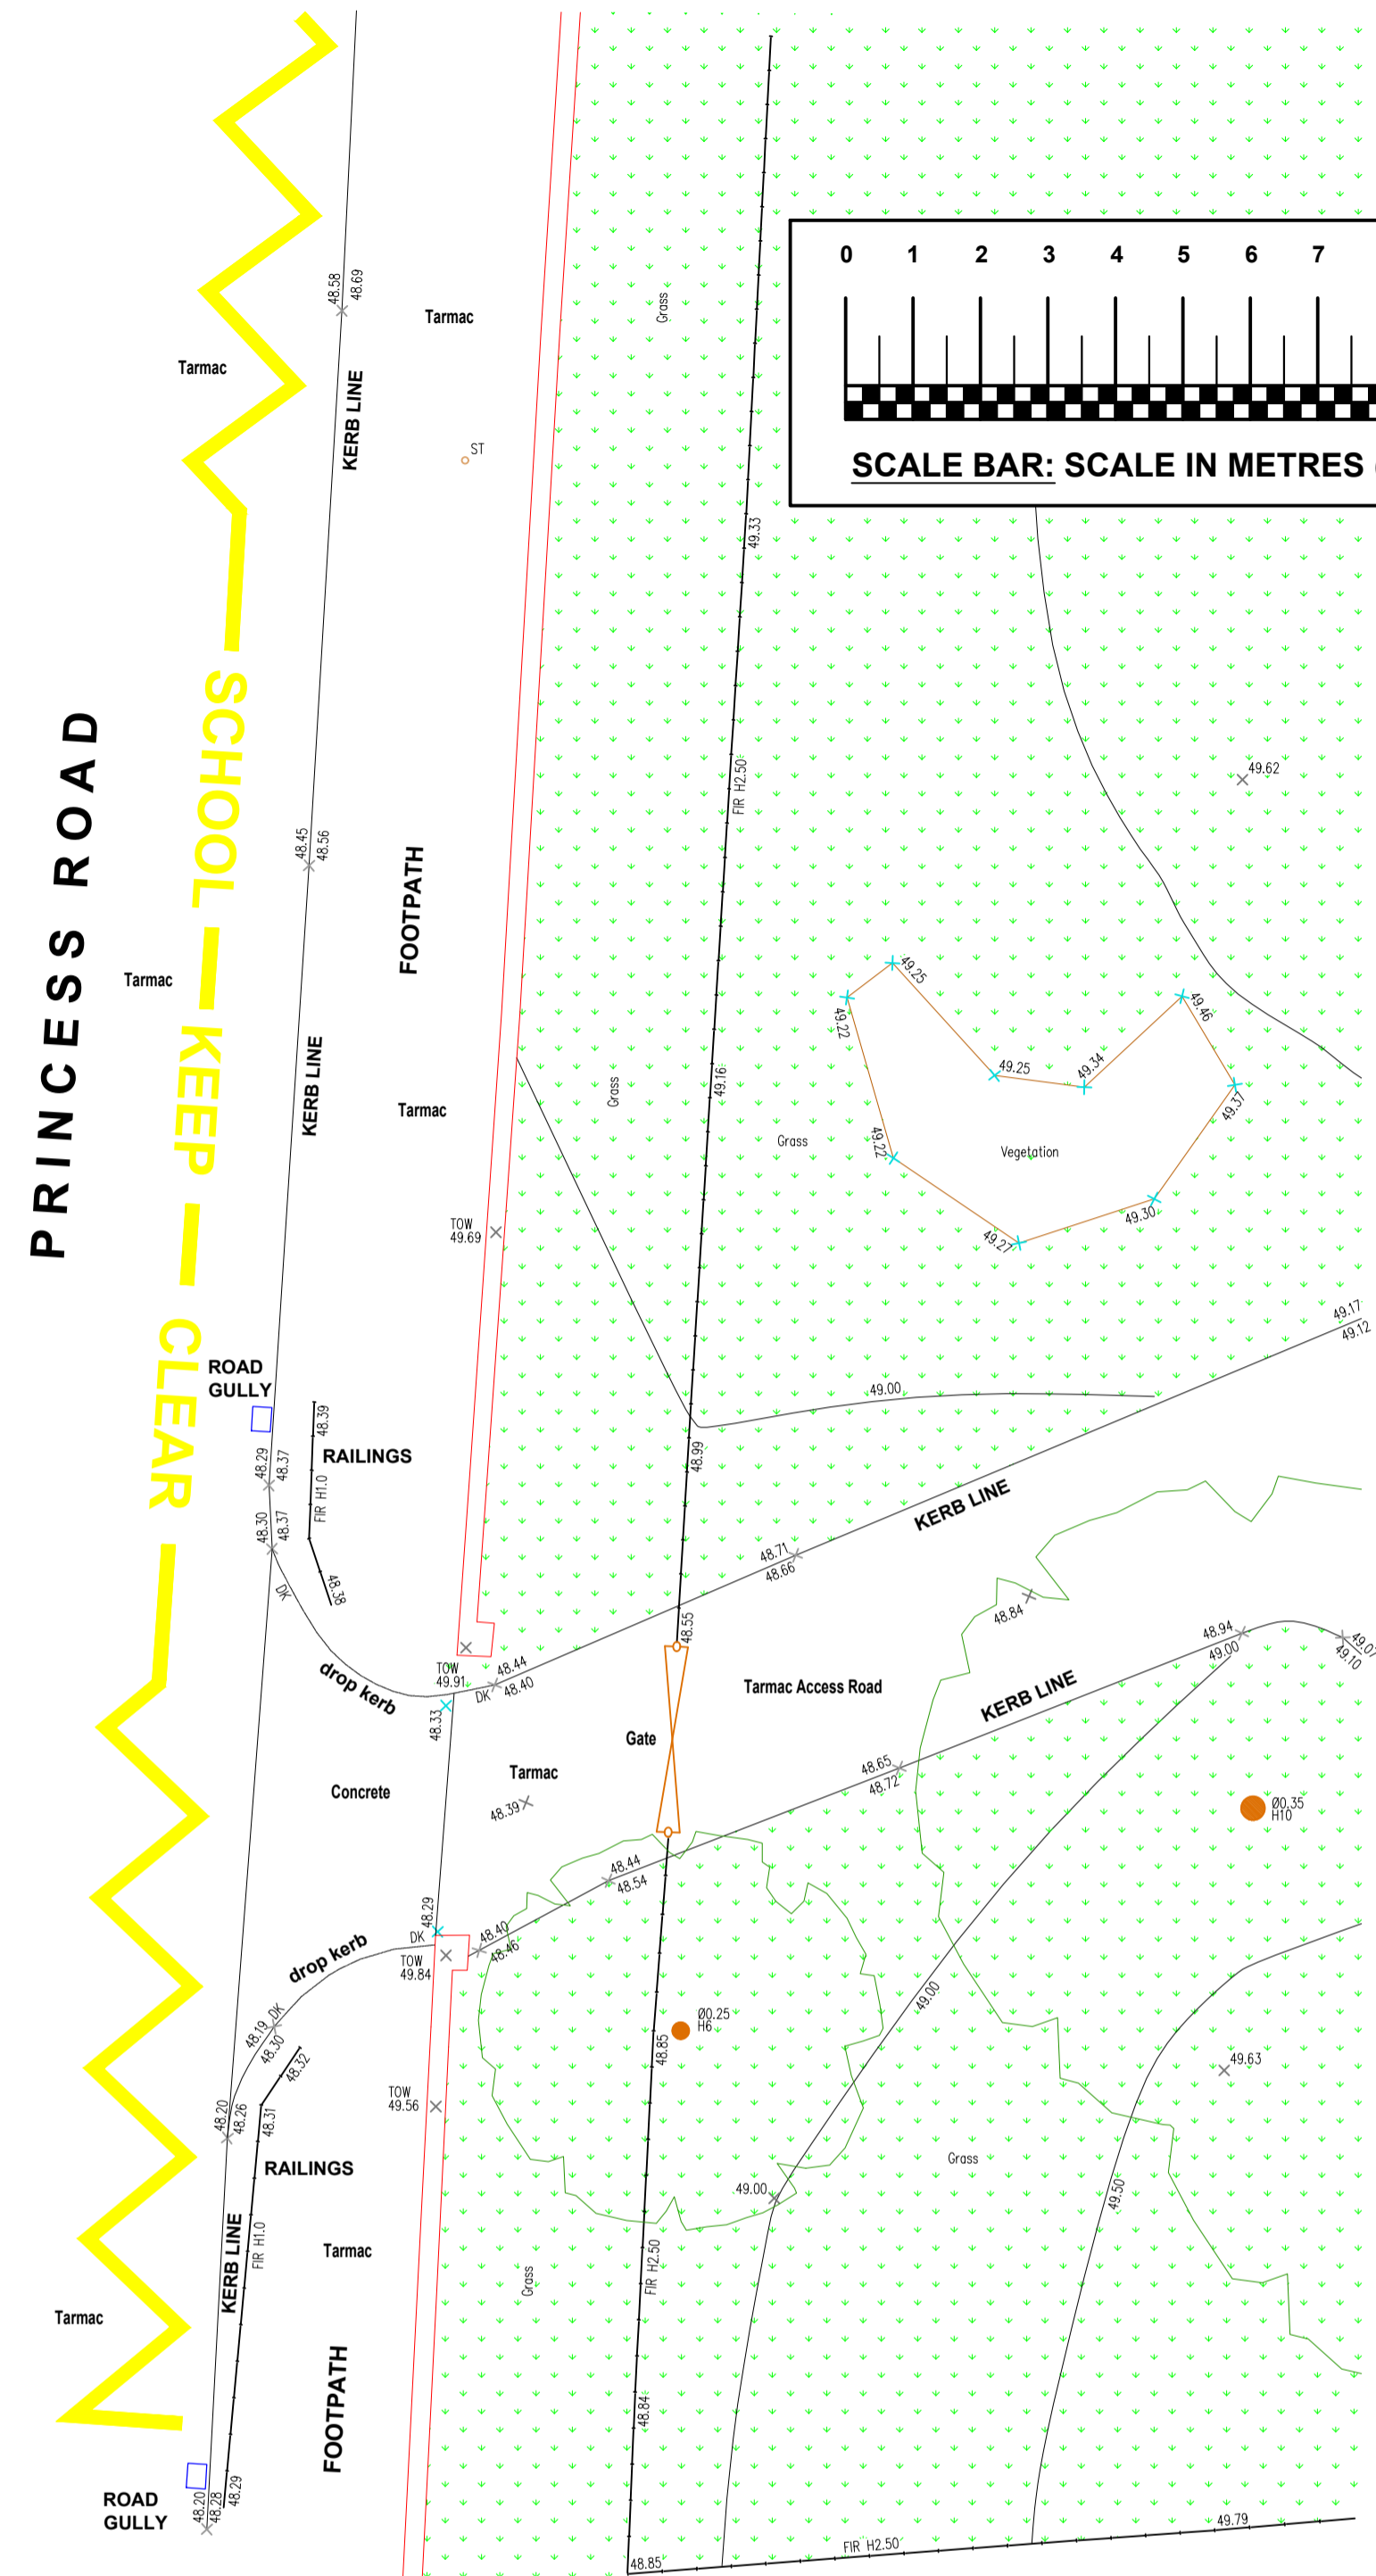 0 1 2 3 4 5 6 7
SCALE BAR: SCALE IN METRES
48.58
48.69
Tarmac
Grass
Tarmac
KERB LINE
ST
49.33
PRINCESS ROAD
SCHOOL KEEP CLEAR
FIR H2.50
49.62
48.45
48.56
FOOTPATH
Tarmac
49.25
49.22
49.46
KERB LINE
49.16
49.25
49.34
49.37
Tarmac
Grass
Grass
49.22
Vegetation
TOW
49.69
49.30
49.27
49.17
49.12
ROAD
GULLY
49.00
48.39
RAILINGS
48.29
48.37
48.99
FIR H1.0
KERB LINE
48.30
48.37
48.71
48.66
DK
48.38
48.84
48.55
48.94
49.00
49.07
49.10
drop kerb
TOW
49.91
48.44
48.40
DK
Tarmac Access Road
KERB LINE
48.33
Gate
Concrete
Tarmac
48.65
48.72
48.39
Ø0.35
H10
48.44
48.54
48.29
DK
48.40
48.46
drop kerb
TOW
49.84
49.00
48.19
DK
48.30
Ø0.25
H6
48.32
48.85
49.63
TOW
49.56
48.20
48.26
48.31
RAILINGS
Grass
49.00
49.50
KERB LINE
FIR H1.0
Tarmac
FIR H2.50
Grass
Tarmac
FOOTPATH
48.84
48.29
ROAD
GULLY
48.20
48.28
49.79
FIR H2.50
48.85